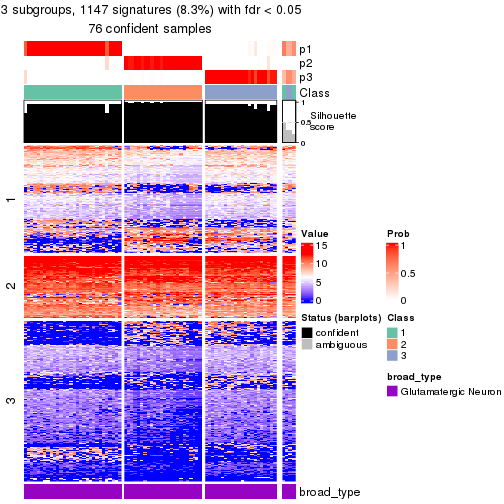 3 subgroups, 1147 signatures (8.3%) with fdr < 0.05
76 confident samples
p1
p2
p3
Class
1
0.5
0
Silhouette
score
1
2
3
Value
15
10
5
0
Prob
1
0.5
0
Status (barplots)
confident
ambiguous
Class
1
2
3
broad_type
Glutamatergic Neuron
broad_type